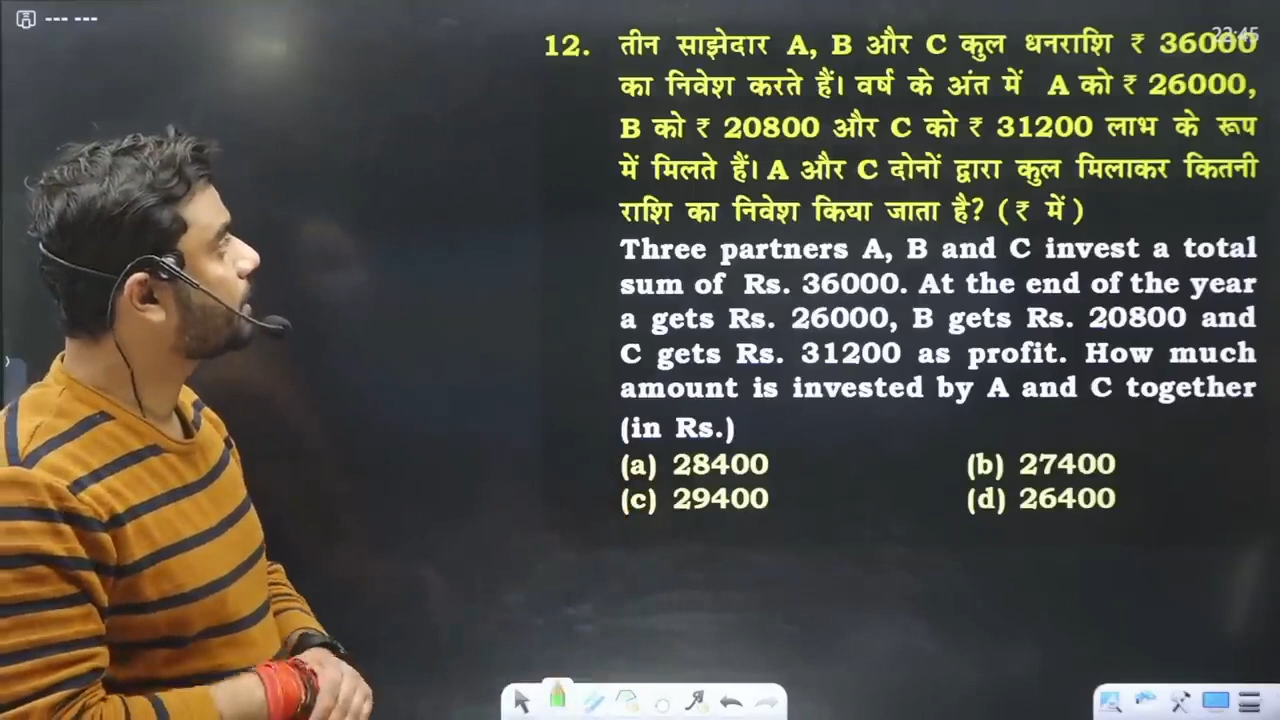 22:45
12. तीन साझेदार A, B और C कुल धनराशि ₹ 36000
का निवेश करते हैं। वर्ष के अंत में A को ₹ 26000,
B को ₹ 20800 और C को ₹ 31200 लाभ के रूप
में मिलते हैं। A और C दोनों द्वारा कुल मिलाकर कितनी
राशि का निवेश किया जाता है? ( ₹ में )
Three partners A, B and C invest a total
sum of Rs. 36000. At the end of the year
a gets Rs. 26000, B gets Rs. 20800 and
C gets Rs. 31200 as profit. How much
amount is invested by A and C together
(in Rs.)
(a) 28400 (b) 27400
(c) 29400 (d) 26400